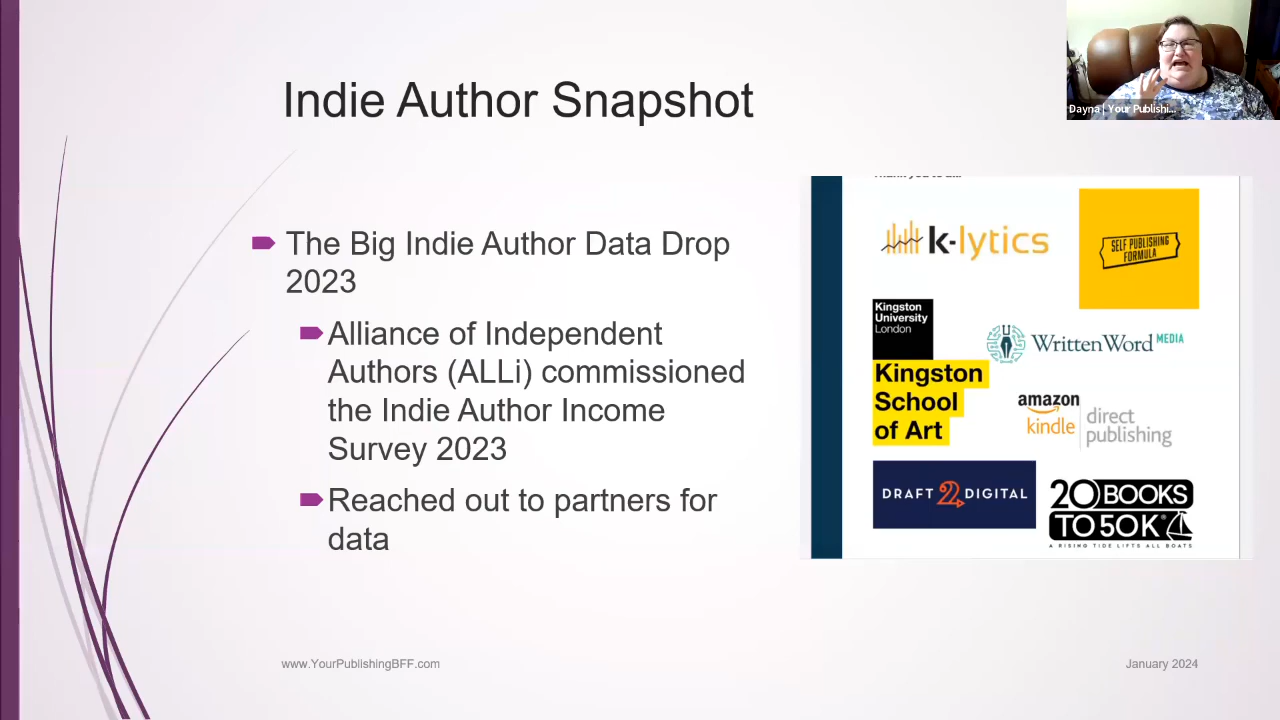 Indie Author Snapshot
Dayna | Your Publishi...
The Big Indie Author Data Drop
2023
Alliance of Independent
Authors (ALLi) commissioned
the Indie Author Income
Survey 2023
Reached out to partners for
data
k-lytics
SELF PUBLISHING
FORMULA
Kingston
University
London
Kingston
School
of Art
WrittenWord MEDIA
amazon
kindle
direct
publishing
DRAFT 2 DIGITAL
20 BOOKS
TO 50K®
A RISING TIDE LIFTS ALL BOATS
www.YourPublishingBFF.com
January 2024